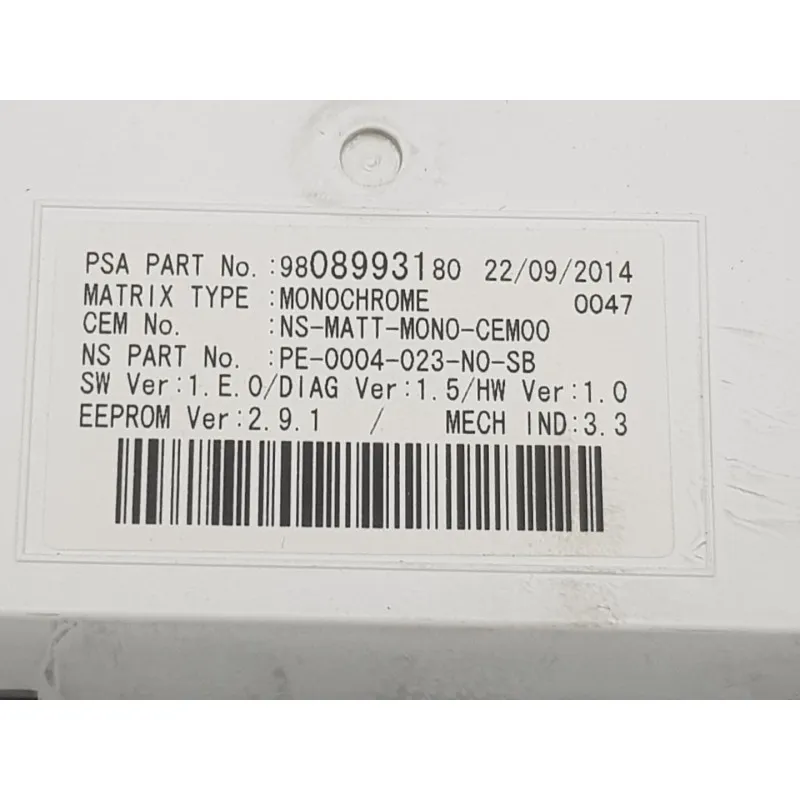 PSA PART No.:9808993180 22/09/2014
MATRIX TYPE :MONOCHROME 0047
CEM No. :NS-MATT-MONO-CEM00
NS PART No. :PE-0004-023-N0-SB
SW Ver:1.E.0/DIAG Ver:1.5/HW Ver:1.0
EEPROM Ver:2.9.1 / MECH IND:3.3